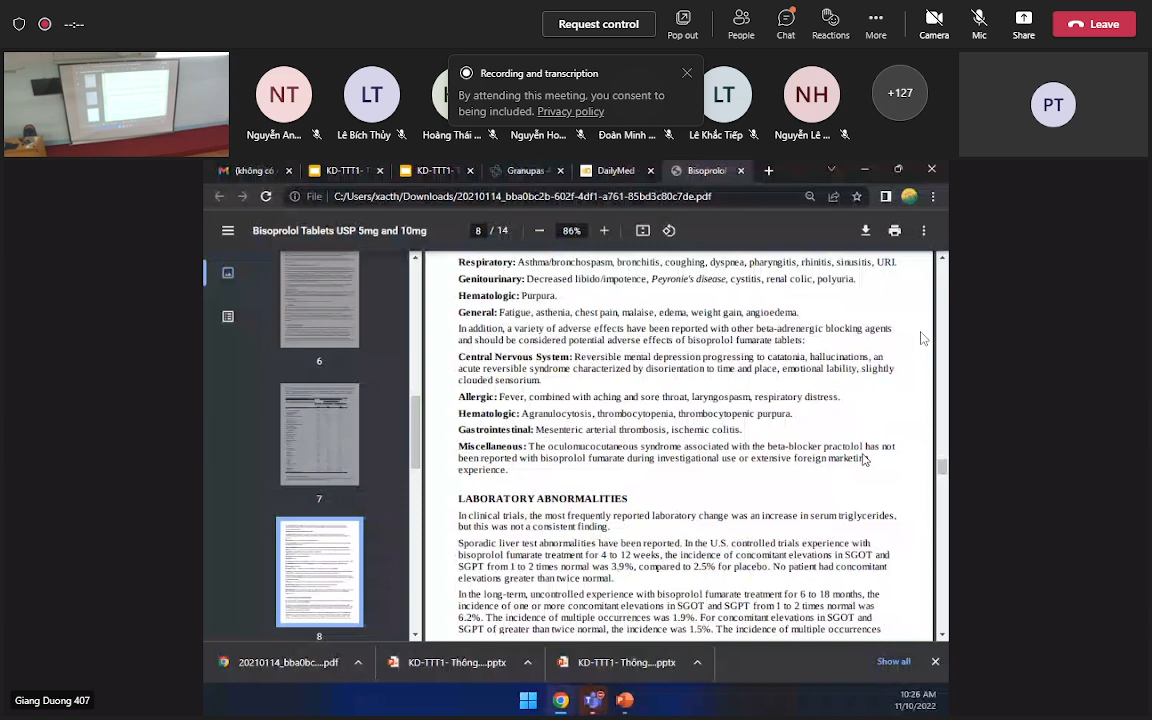 --:--
Request control
Pop out
People
Chat
Reactions
More
Camera
Mic
Share
Leave
Recording and transcription
By attending this meeting, you consent to
being included. Privacy policy
NT
LT
LT
NH
+127
PT
Nguyễn An...
Lê Bích Thủy
Hoàng Thái ...
Nguyễn Ho...
Đoàn Minh ...
Lê Khắc Tiếp
Nguyễn Lê ...
(không có
KD-TTT1- T
KD-TTT1- T
Granupas
DailyMed
Bisoprolol
File
C:/Users/xacth/Downloads/20210114_bba0bc2b-602f-4df1-a761-85bd3c80c7de.pdf
Bisoprolol Tablets USP 5mg and 10mg
8 / 14
86%
6
7
8
Respiratory: Asthma/bronchospasm, bronchitis, coughing, dyspnea, pharyngitis, rhinitis, sinusitis, URI.
Genitourinary: Decreased libido/impotence, Peyronie's disease, cystitis, renal colic, polyuria.
Hematologic: Purpura.
General: Fatigue, asthenia, chest pain, malaise, edema, weight gain, angioedema.
In addition, a variety of adverse effects have been reported with other beta-adrenergic blocking agents
and should be considered potential adverse effects of bisoprolol fumarate tablets:
Central Nervous System: Reversible mental depression progressing to catatonia, hallucinations, an
acute reversible syndrome characterized by disorientation to time and place, emotional lability, slightly
clouded sensorium.
Allergic: Fever, combined with aching and sore throat, laryngospasm, respiratory distress.
Hematologic: Agranulocytosis, thrombocytopenia, thrombocytopenic purpura.
Gastrointestinal: Mesenteric arterial thrombosis, ischemic colitis.
Miscellaneous: The oculomucocutaneous syndrome associated with the beta-blocker practolol has not
been reported with bisoprolol fumarate during investigational use or extensive foreign marketing
experience.
LABORATORY ABNORMALITIES
In clinical trials, the most frequently reported laboratory change was an increase in serum triglycerides,
but this was not a consistent finding.
Sporadic liver test abnormalities have been reported. In the U.S. controlled trials experience with
bisoprolol fumarate treatment for 4 to 12 weeks, the incidence of concomitant elevations in SGOT and
SGPT from 1 to 2 times normal was 3.9%, compared to 2.5% for placebo. No patient had concomitant
elevations greater than twice normal.
In the long-term, uncontrolled experience with bisoprolol fumarate treatment for 6 to 18 months, the
incidence of one or more concomitant elevations in SGOT and SGPT from 1 to 2 times normal was
6.2%. The incidence of multiple occurrences was 1.9%. For concomitant elevations in SGOT and
SGPT of greater than twice normal, the incidence was 1.5%. The incidence of multiple occurrences
20210114_bba0bc....pdf
KD-TTT1- Thông....pptx
KD-TTT1- Thông....pptx
Show all
Giang Duong 407
10:26 AM
11/10/2022